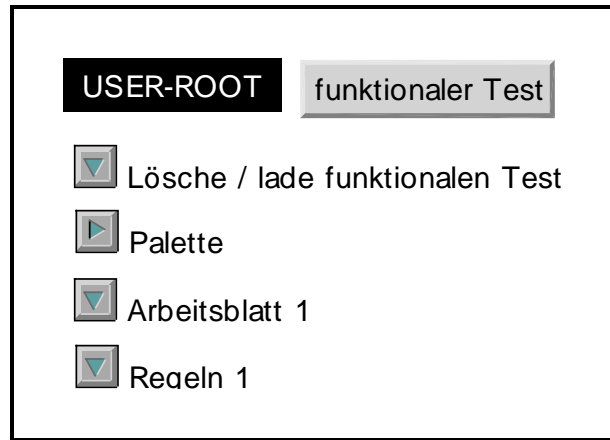 USER-ROOT funktionaler Test
Lösche / lade funktionalen Test
Palette
Arbeitsblatt 1
Regeln 1